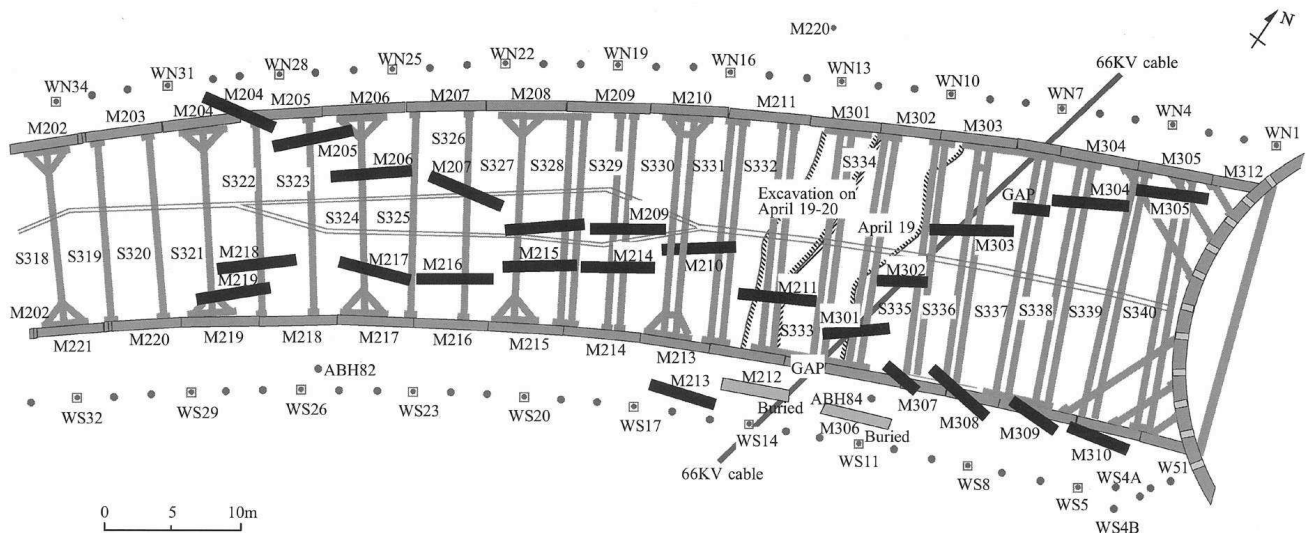 M220
N
WN34
WN31
WN28
WN25
WN22
WN19
WN16
WN13
WN10
WN7
WN4
WN1
66KV cable
M202
M203
M204
M204
M205
M206
M207
M208
M209
M210
M211
M301
M302
M303
M304
M305
M312
M205
M206
S326
M207
S327
S328
S329
S330
S331
S332
S334
GAP
M304
M305
S322
S323
Excavation on
April 19-20
S324
S325
M209
April 19
M303
S318
S319
S320
S321
M218
M217
M216
M215
M214
M210
M302
M219
M211
M301
S333
S335
S336
S337
S338
S339
S340
M202
M221
M220
M219
M218
M217
M216
M215
M214
M213
GAP
ABH82
M213
M212
Buried
ABH84
M306
Buried
M307
M308
M309
M310
WS32
WS29
WS26
WS23
WS20
WS17
WS14
WS11
WS8
WS5
WS4A
WS4B
W51
66KV cable
0 5 10m